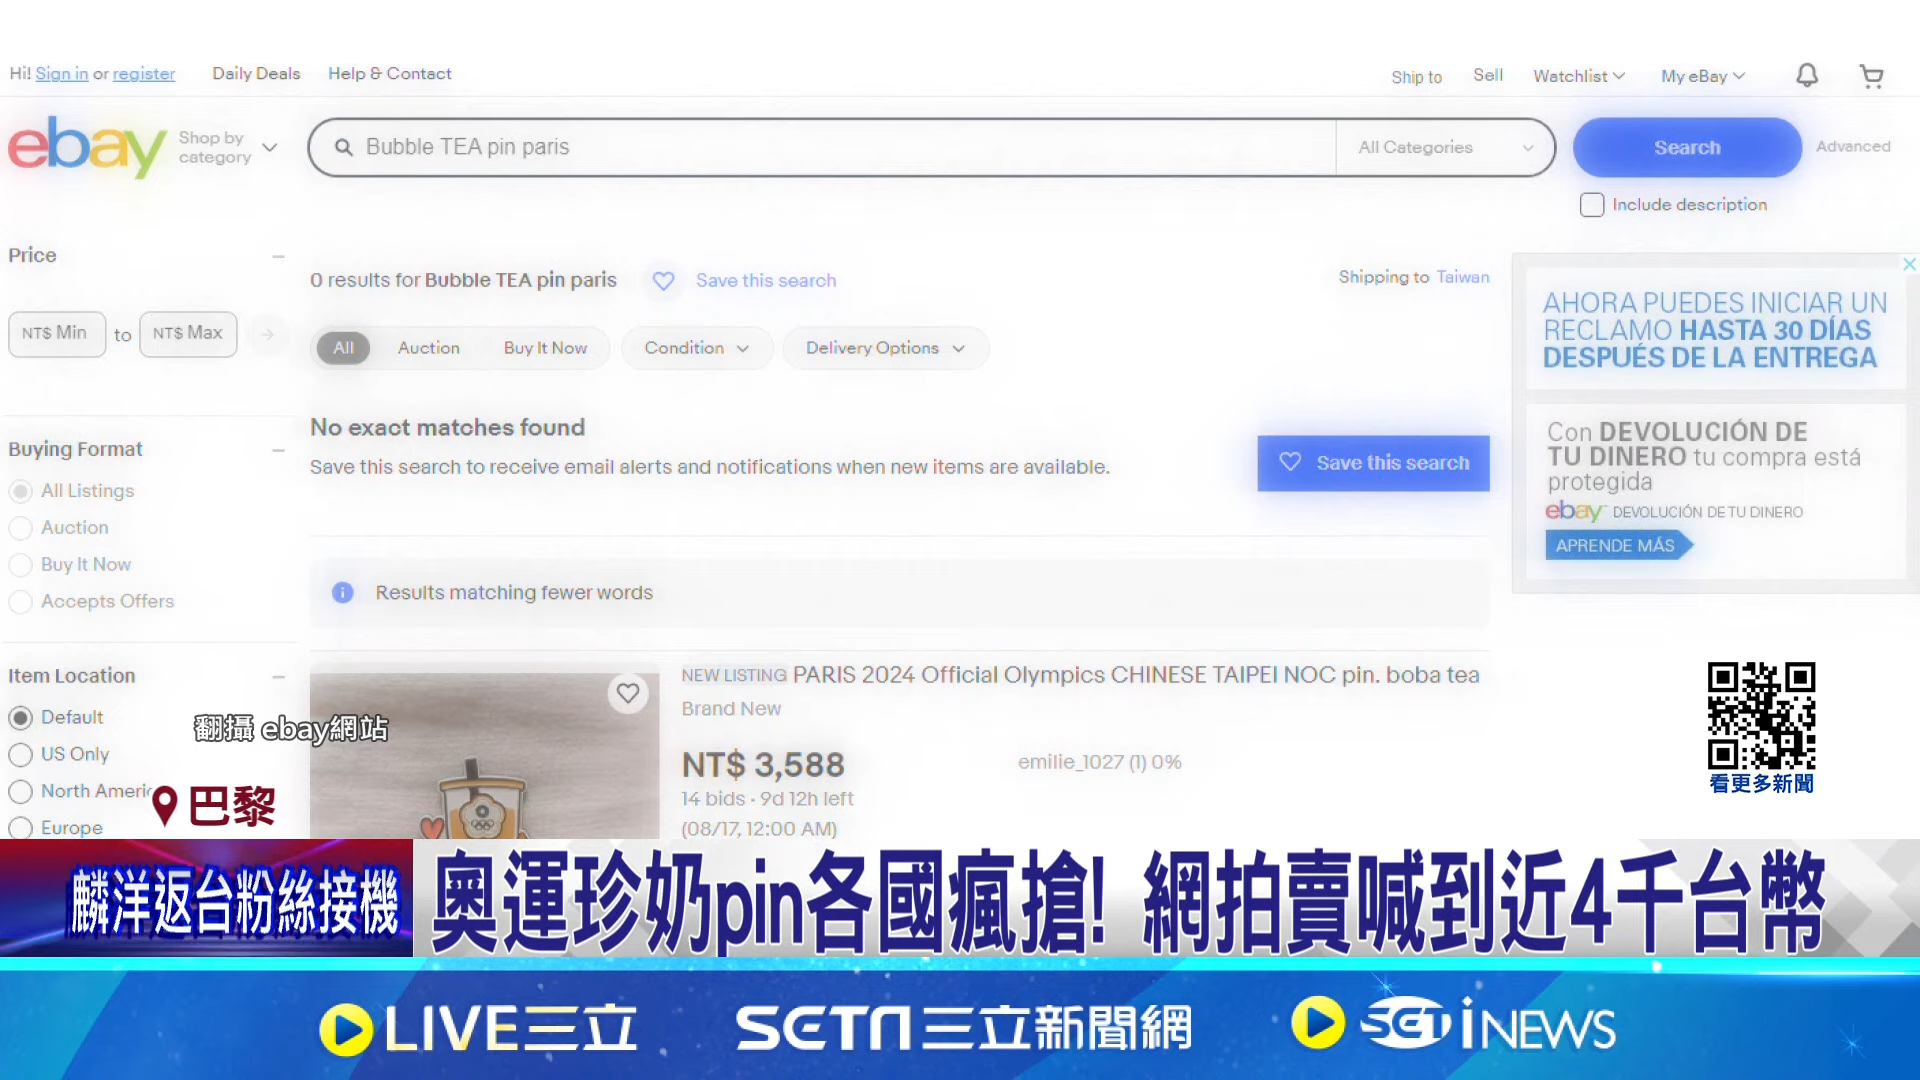 Hi! Sign in or register
Daily Deals
Help & Contact
Ship to
Sell
Watchlist
My eBay
ebay
Shop by category
Bubble TEA pin paris
All Categories
Search
Advanced
Include description
Price
NT$ Min to NT$ Max
0 results for Bubble TEA pin paris
Save this search
Shipping to Taiwan
All
Auction
Buy It Now
Condition
Delivery Options
No exact matches found
Save this search to receive email alerts and notifications when new items are available.
Save this search
AHORA PUEDES INICIAR UN
RECLAMO HASTA 30 DÍAS
DESPUÉS DE LA ENTREGA
Con DEVOLUCIÓN DE
TU DINERO tu compra está
protegida
ebay DEVOLUCIÓN DE TU DINERO
APRENDE MÁS
Buying Format
All Listings
Auction
Buy It Now
Accepts Offers
Results matching fewer words
Item Location
Default
US Only
North Americ
Europe
NEW LISTING PARIS 2024 Official Olympics CHINESE TAIPEI NOC pin. boba tea
Brand New
NT$ 3,588
14 bids · 9d 12h left
(08/17, 12:00 AM)
emilie_1027 (1) 0%
翻攝 ebay網站
巴黎
看更多新聞
麟洋返台粉絲接機
奧運珍奶pin各國瘋搶! 網拍賣喊到近4千台幣
LIVE三立
SETN三立新聞網
SET iNEWS